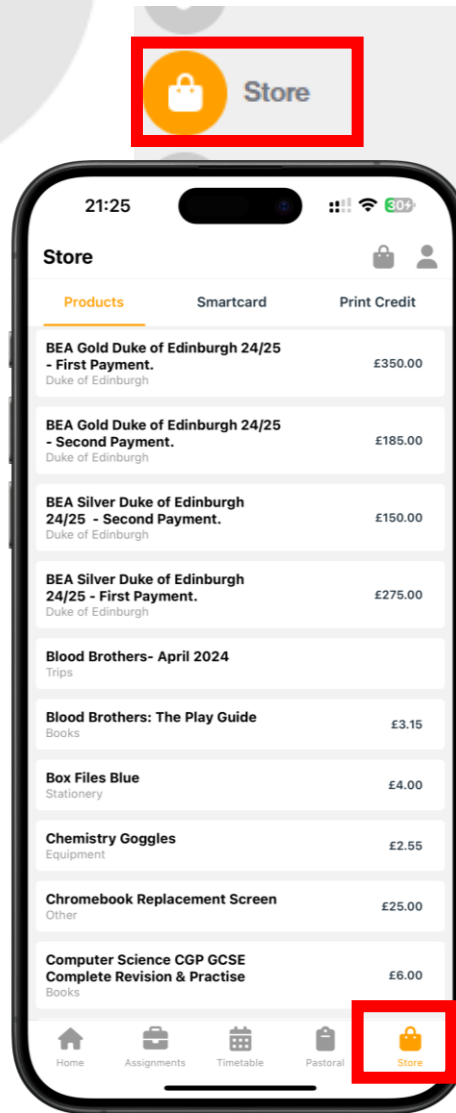 Store
21:25
30
Store
Products Smartcard Print Credit
BEA Gold Duke of Edinburgh 24/25
- First Payment.
£350.00
Duke of Edinburgh
BEA Gold Duke of Edinburgh 24/25
- Second Payment.
£185.00
Duke of Edinburgh
BEA Silver Duke of Edinburgh
24/25 - Second Payment.
£150.00
Duke of Edinburgh
BEA Silver Duke of Edinburgh
24/25 - First Payment.
£275.00
Duke of Edinburgh
Blood Brothers- April 2024
Trips
Blood Brothers: The Play Guide
£3.15
Books
Box Files Blue
£4.00
Stationery
Chemistry Goggles
£2.55
Equipment
Chromebook Replacement Screen
£25.00
Other
Computer Science CGP GCSE
Complete Revision & Practise
£6.00
Books
Home Assignments Timetable Pastoral Store